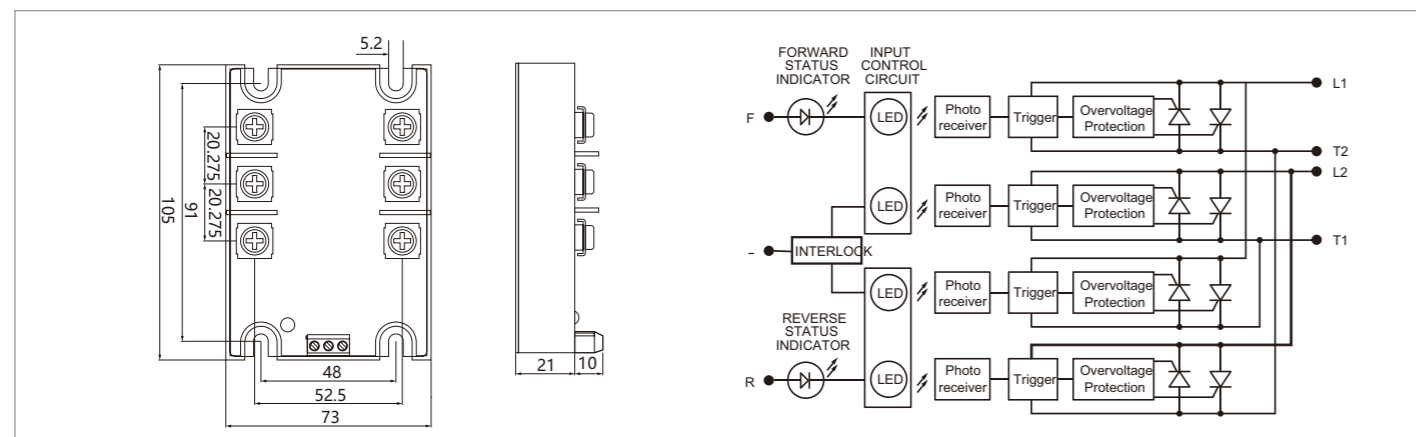 5.2
20.275
20.275
91
105
48
52.5
73
21
10
FORWARD
STATUS
INDICATOR
INPUT
CONTROL
CIRCUIT
F
LED
Photo
receiver
Trigger
Overvoltage
Protection
L1
T2
L2
LED
Photo
receiver
Trigger
Overvoltage
Protection
T1
-
INTERLOCK
LED
Photo
receiver
Trigger
Overvoltage
Protection
REVERSE
STATUS
INDICATOR
R
LED
Photo
receiver
Trigger
Overvoltage
Protection